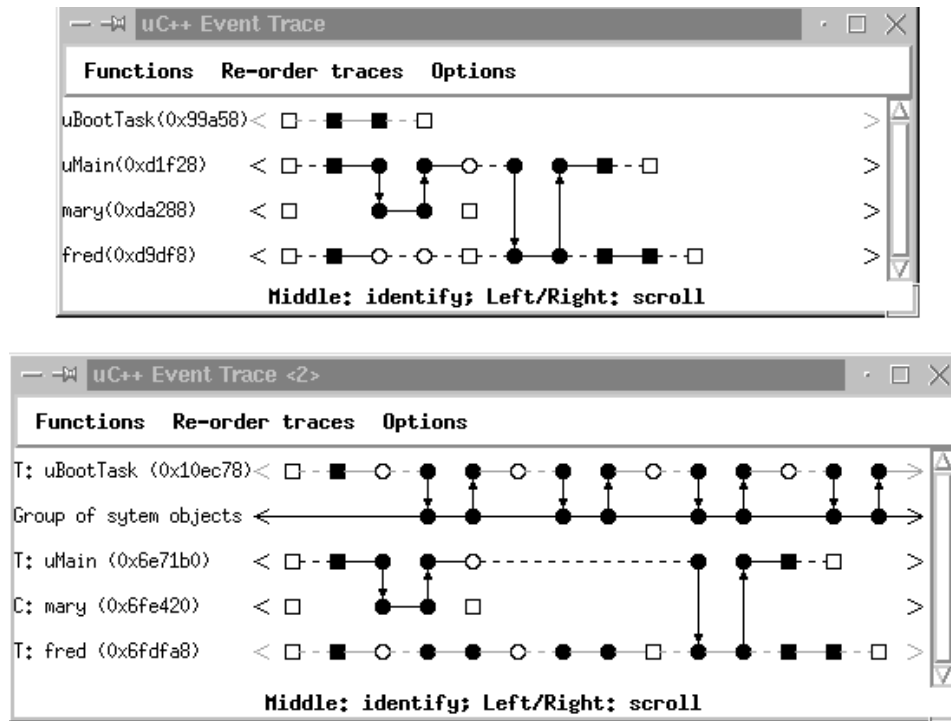 uC++ Event Trace
Functions Re-order traces Options
uBootTask(0x99a58)
uMain(0xd1f28)
mary(0xda288)
fred(0xd9df8)
Middle: identify; Left/Right: scroll
uC++ Event Trace <2>
Functions Re-order traces Options
T: uBootTask (0x10ec78)
Group of sytem objects
T: uMain (0x6e71b0)
C: mary (0x6fe420)
T: fred (0x6fdfa8)
Middle: identify; Left/Right: scroll